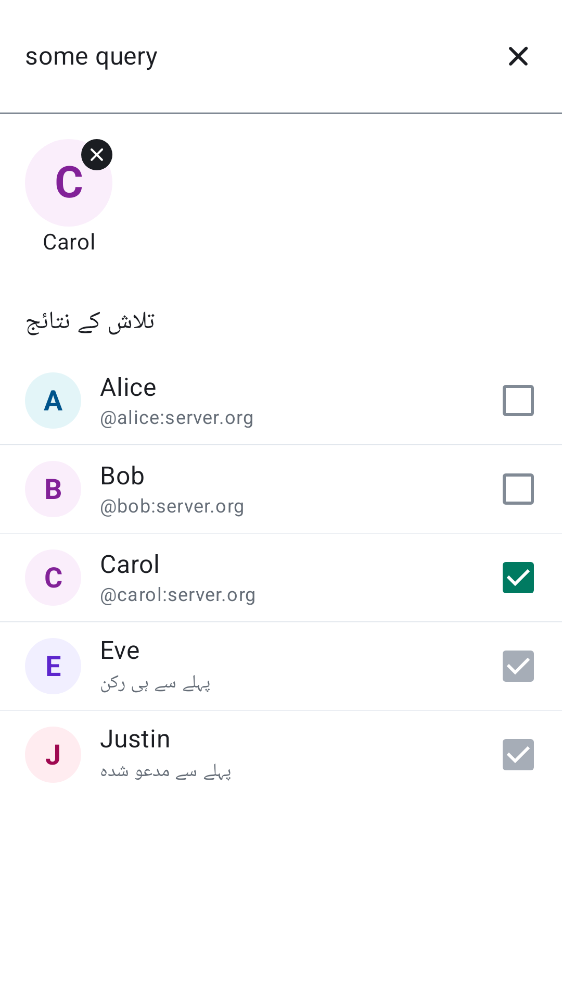 some query
C
Carol
تلاش کے نتائج
A
Alice
@alice:server.org
B
Bob
@bob:server.org
C
Carol
@carol:server.org
E
Eve
پہلے سے ہی رکن
J
Justin
پہلے سے مدعو شدہ